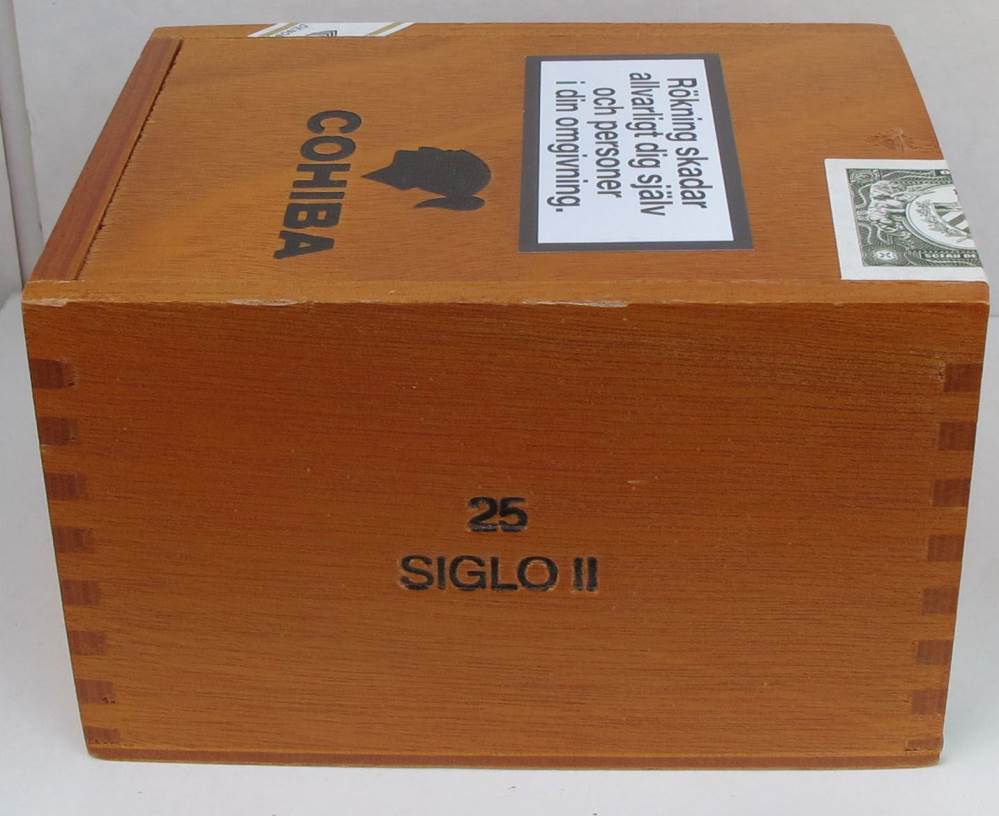 COHIBA
Rökning skadar
allvarligt dig själv
och personer
i din omgivning.
25
SIGLO II